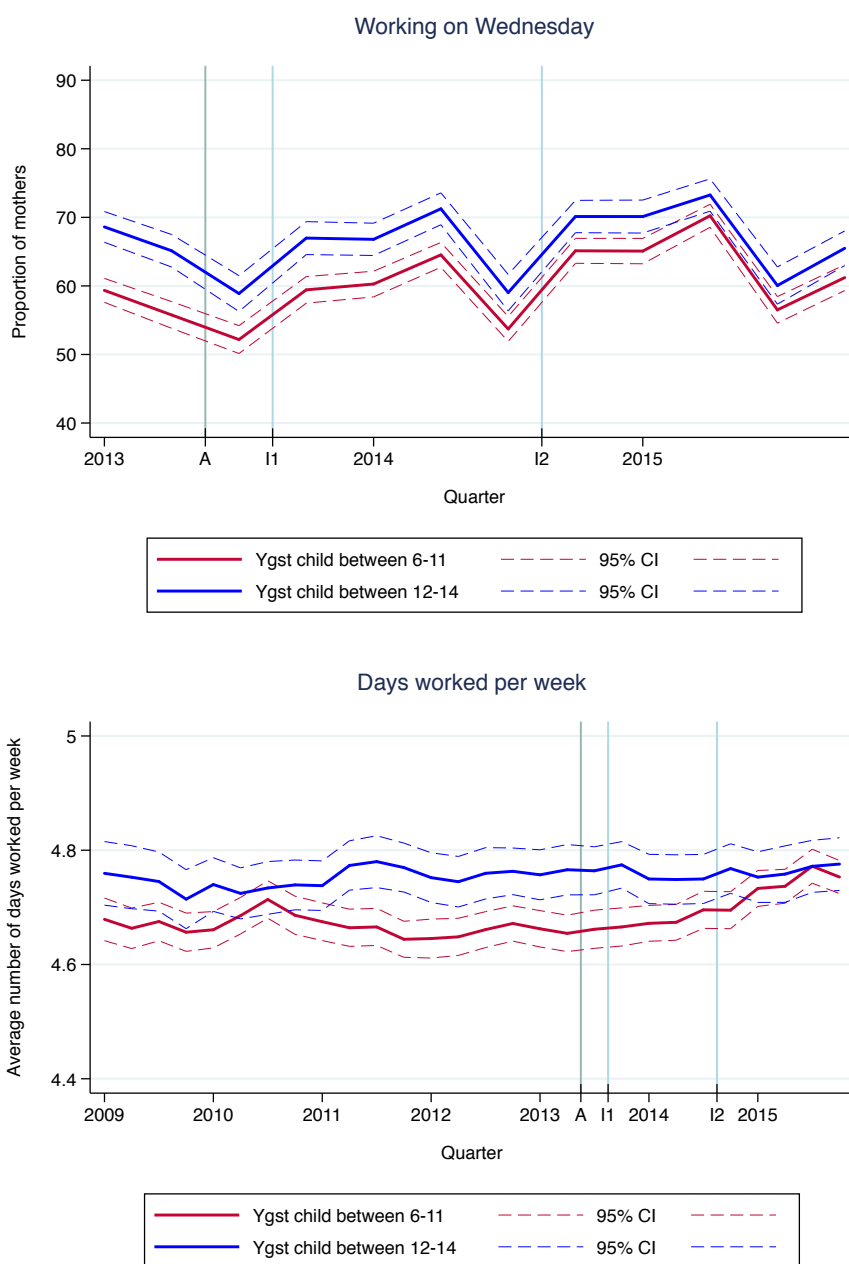 Working on Wednesday
Proportion of mothers
90
80
70
60
50
40
2013 A I1 2014 I2 2015
Quarter
Ygst child between 6-11 95% CI
Ygst child between 12-14 95% CI
Days worked per week
Average number of days worked per week
5
4.8
4.6
4.4
2009 2010 2011 2012 2013 A I1 2014 I2 2015
Quarter
Ygst child between 6-11 95% CI
Ygst child between 12-14 95% CI